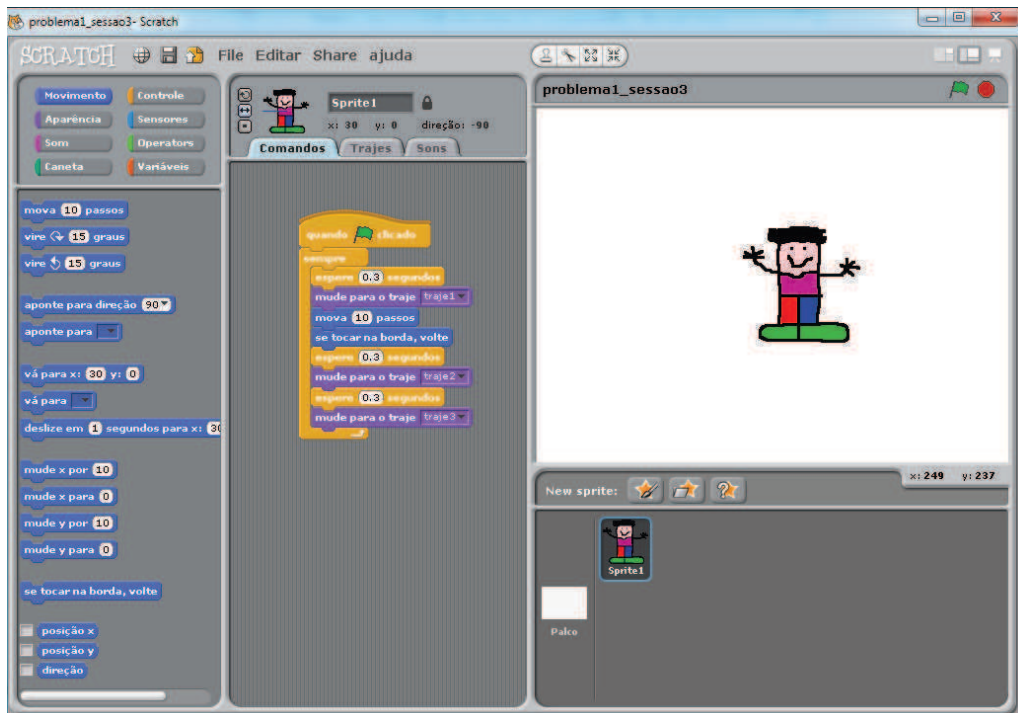 problema1_sessao3- Scratch
SCRATCH File Editar Share ajuda
Movimento Controle
Aparência Sensores
Som Operators
Caneta Variáveis
mova 10 passos
vire 15 graus
vire 15 graus
aponte para direção 90
aponte para
vá para x: 30 y: 0
vá para
deslize em 1 segundos para x: 30
mude x por 10
mude x para 0
mude y por 10
mude y para 0
se tocar na borda, volte
posição x
posição y
direção
Sprite1
x: 30 y: 0 direção: -90
Comandos Trajes Sons
quando clicado
sempre
espere 0.3 segundos
mude para o traje traje1
mova 10 passos
se tocar na borda, volte
espere 0.3 segundos
mude para o traje traje2
espere 0.3 segundos
mude para o traje traje3
problema1_sessao3
x: 249 y: 237
New sprite:
Sprite1
Palco